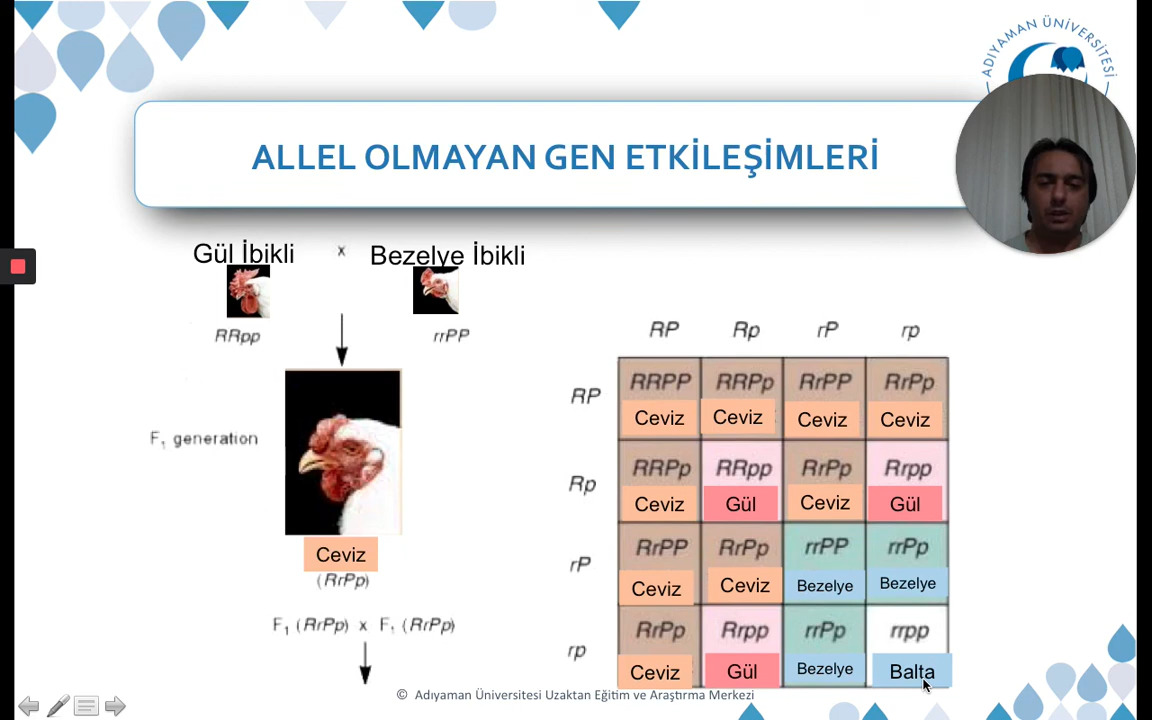 ADIYAMAN ÜNİVERSİTESİ
ALLEL OLMAYAN GEN ETKİLEŞİMLERİ
Gül İbikli x Bezelye İbikli
RRpp rrPP
F1 generation
Ceviz
(RrPp)
F1 (RrPp) x F1 (RrPp)
RP Rp rP rp
RP RRPP RRPp RrPP RrPp
Ceviz Ceviz Ceviz Ceviz
Rp RRPp RRpp RrPp Rrpp
Ceviz Gül Ceviz Gül
rP RrPP RrPp rrPP rrPp
Ceviz Ceviz Bezelye Bezelye
rp RrPp Rrpp rrPp rrpp
Ceviz Gül Bezelye Balta
© Adıyaman Üniversitesi Uzaktan Eğitim ve Araştırma Merkezi